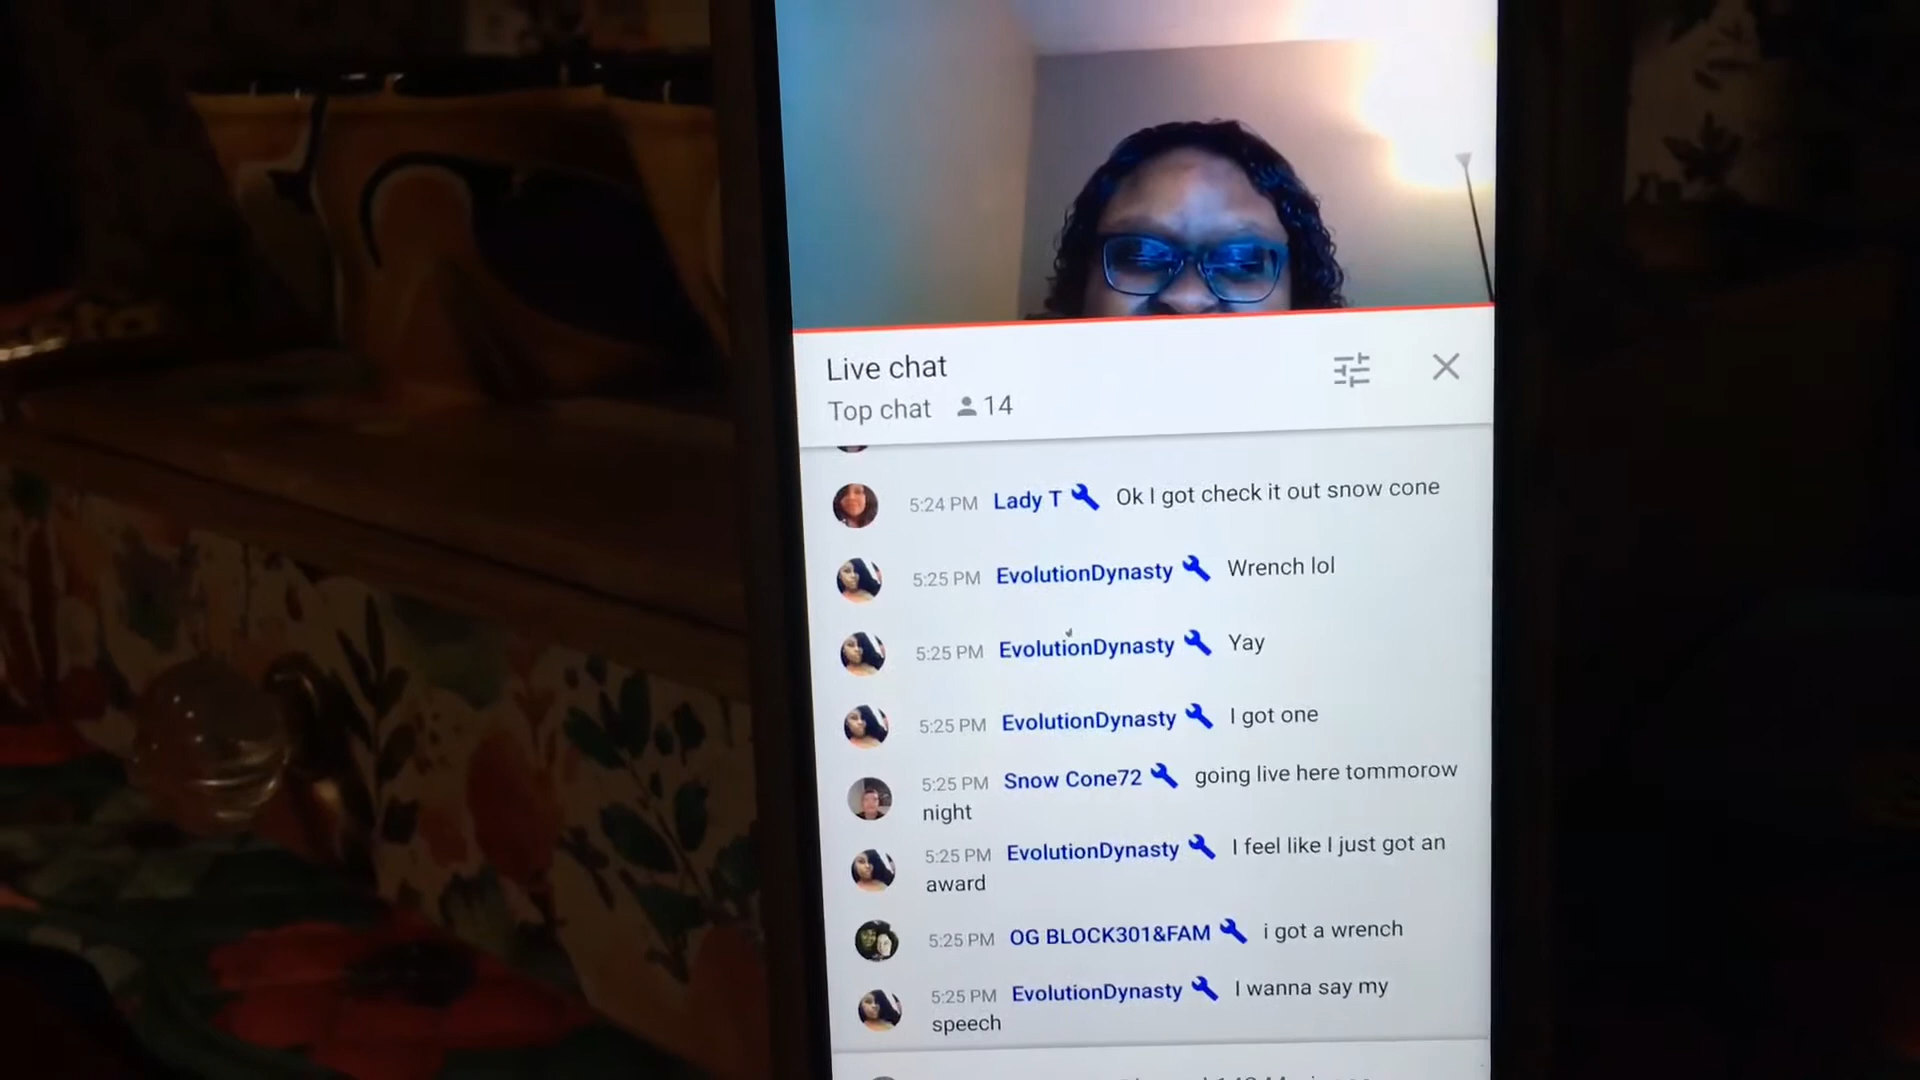 Live chat
Top chat 14
5:24 PM Lady T Ok I got check it out snow cone
5:25 PM EvolutionDynasty Wrench lol
5:25 PM EvolutionDynasty Yay
5:25 PM EvolutionDynasty I got one
5:25 PM Snow Cone72 going live here tommorow
night
5:25 PM EvolutionDynasty I feel like I just got an
award
5:25 PM OG BLOCK301&FAM i got a wrench
5:25 PM EvolutionDynasty I wanna say my
speech